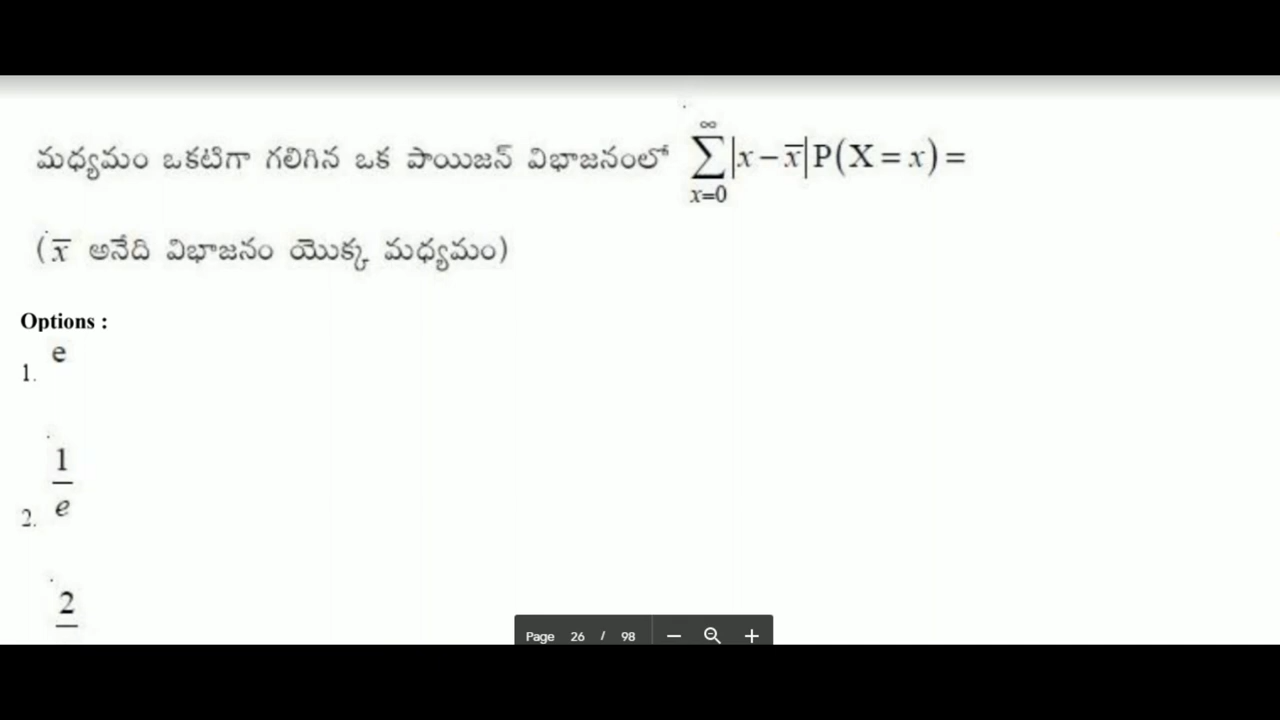 మధ్యమం ఒకటిగా గలిగిన ఒక పాయిజన్ విభాజనంలో ∑_{x=0}^{∞} |x − x̄| P(X = x) =
(x̄ అనేది విభాజనం యొక్క మధ్యమం)
Options :
1. e
2. 1/e
2
Page 26 / 98 − +